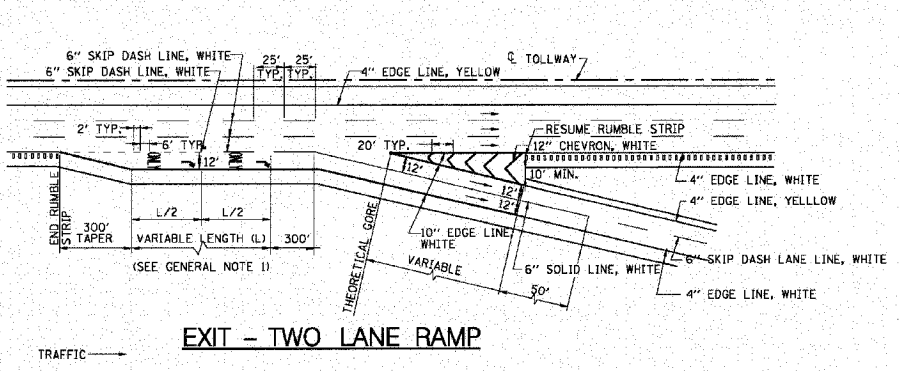 6" SKIP DASH LINE, WHITE
6" SKIP DASH LINE, WHITE
25' TYP.
25' TYP.
4" EDGE LINE, YELLOW
℄ TOLLWAY
2' TYP.
6' TYP.
12'
20' TYP.
RESUME RUMBLE STRIP
12" CHEVRON, WHITE
12'
10' MIN.
4" EDGE LINE, WHITE
4" EDGE LINE, YELLLOW
12'
12'
END RUMBLE STRIP
L/2
L/2
300' TAPER
VARIABLE LENGTH (L)
300'
(SEE GENERAL NOTE 1)
THEORETICAL GORE
10" EDGE LINE, WHITE
VARIABLE
6" SOLID LINE, WHITE
50'
6" SKIP DASH LANE LINE, WHITE
4" EDGE LINE, WHITE
EXIT - TWO LANE RAMP
TRAFFIC